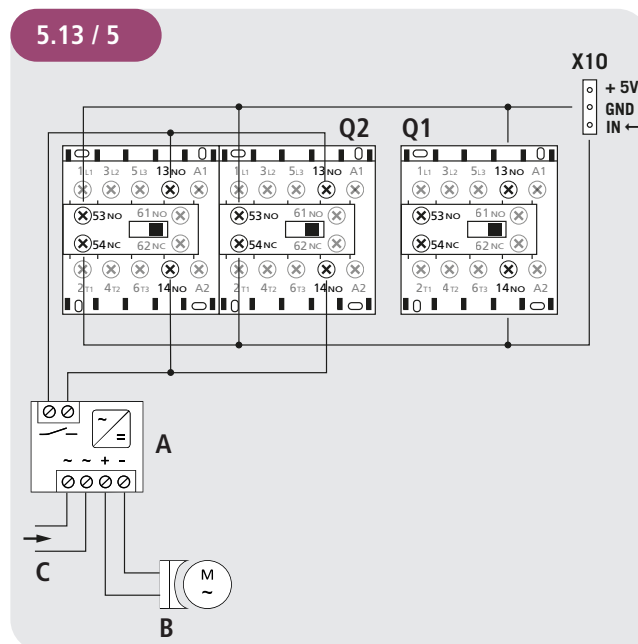 5.13 / 5
X10
+ 5V
GND
IN ←
Q2 Q1
1L1 3L2 5L3 13NO A1 1L1 3L2 5L3 13NO A1 1L1 3L2 5L3 13NO A1
53NO 61NO 53NO 61NO 53NO 61NO
54NC 62NC 54NC 62NC 54NC 62NC
2T1 4T2 6T3 14NO A2 2T1 4T2 6T3 14NO A2 2T1 4T2 6T3 14NO A2
~
=
A
~ ~ + -
C
M
~
B